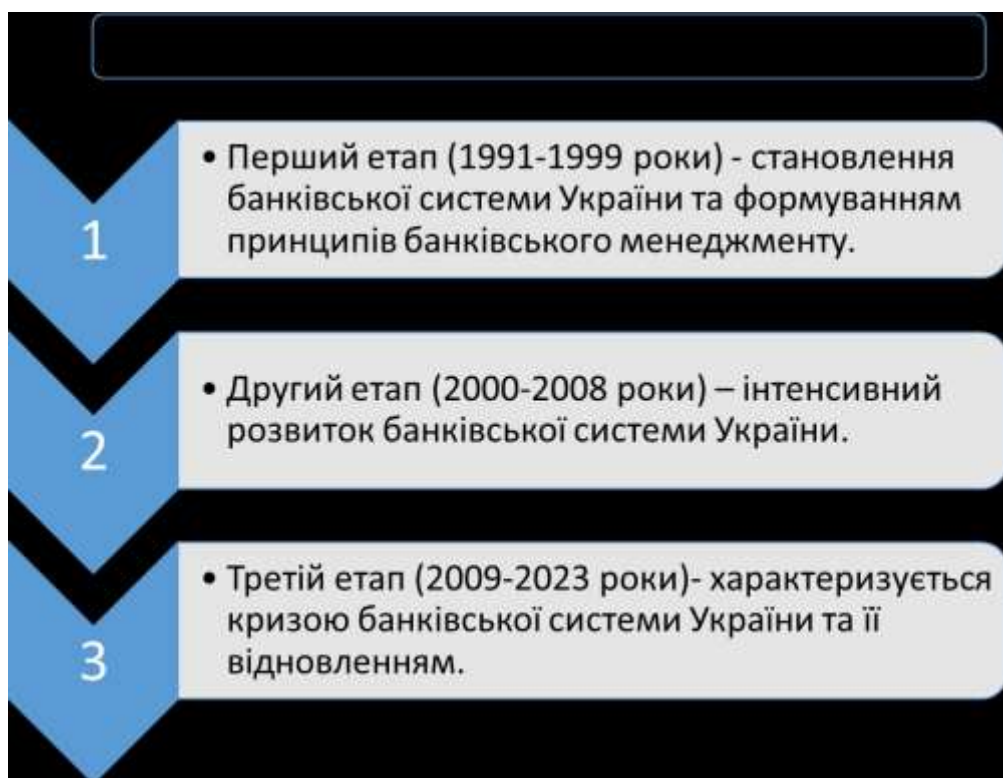 1
• Перший етап (1991-1999 роки) - становлення
банківської системи України та формуванням
принципів банківського менеджменту.
2
• Другий етап (2000-2008 роки) – інтенсивний
розвиток банківської системи України.
3
• Третій етап (2009-2023 роки)- характеризується
кризою банківської системи України та її
відновленням.